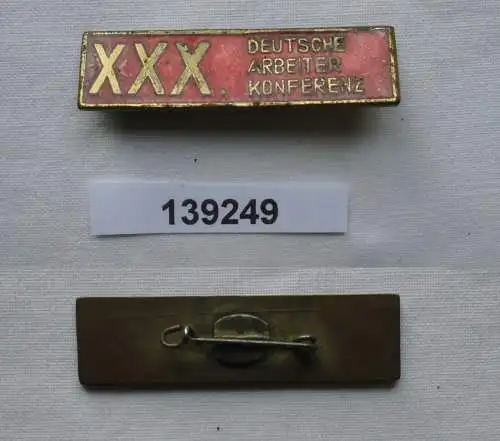 XXX. DEUTSCHE
ARBEITER
KONFERENZ
139249